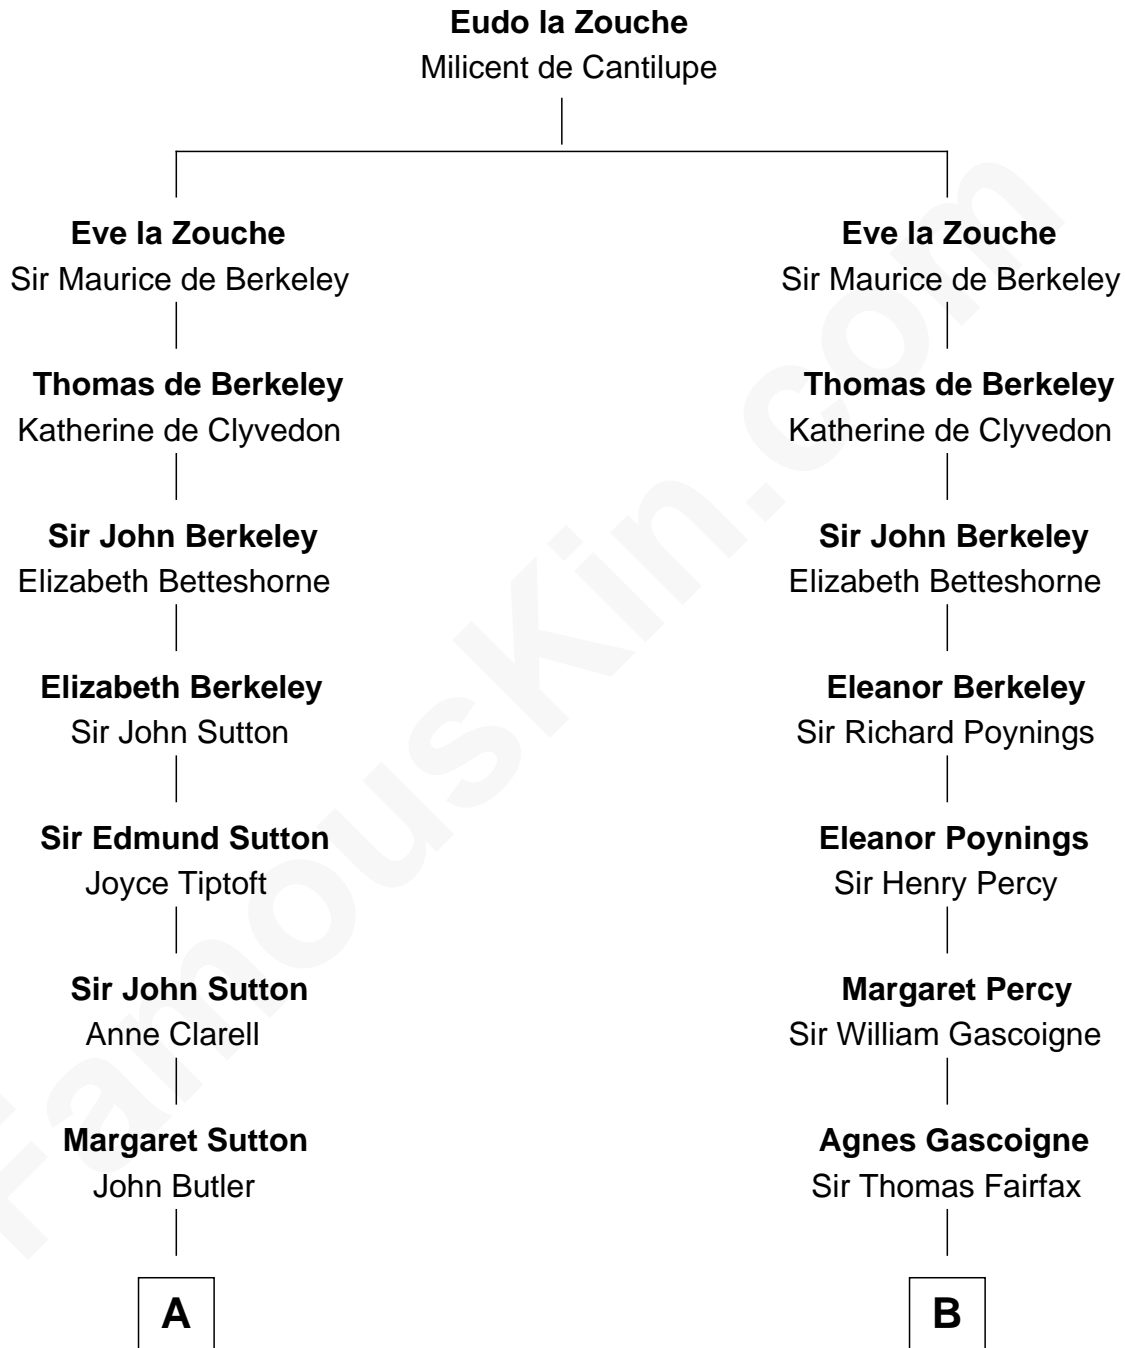 Eudo la Zouche
Milicent de Cantilupe
Eve la Zouche
Sir Maurice de Berkeley
Thomas de Berkeley
Katherine de Clyvedon
Sir John Berkeley
Elizabeth Betteshorne
Elizabeth Berkeley
Sir John Sutton
Sir Edmund Sutton
Joyce Tiptoft
Sir John Sutton
Anne Clarell
Margaret Sutton
John Butler
A
Eve la Zouche
Sir Maurice de Berkeley
Thomas de Berkeley
Katherine de Clyvedon
Sir John Berkeley
Elizabeth Betteshorne
Eleanor Berkeley
Sir Richard Poynings
Eleanor Poynings
Sir Henry Percy
Margaret Percy
Sir William Gascoigne
Agnes Gascoigne
Sir Thomas Fairfax
B
FamousKin.com